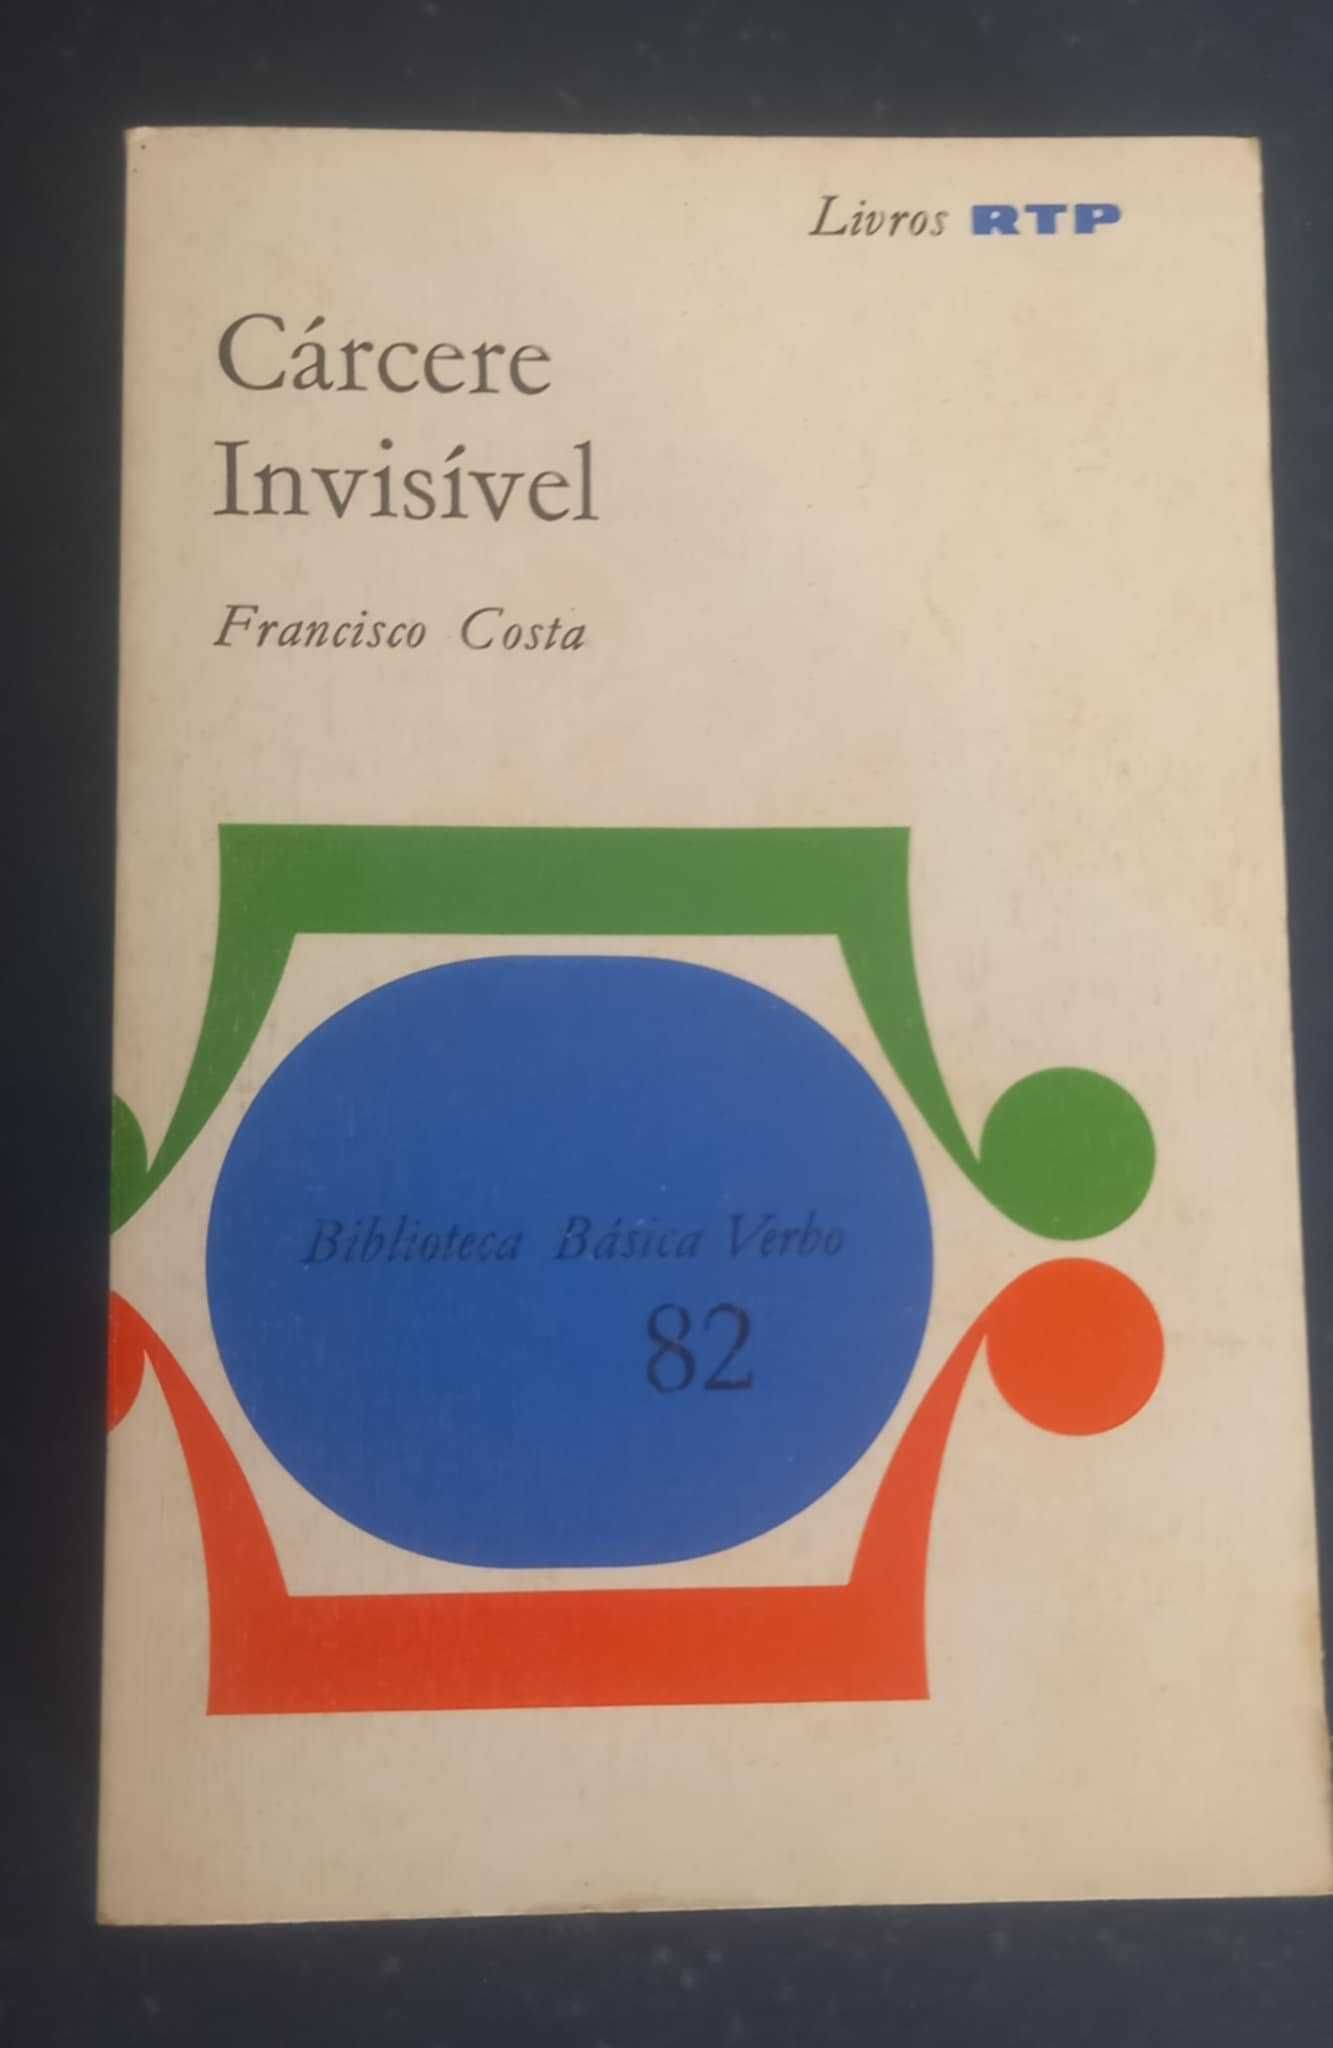 Livros RTP
Cárcere
Invisível
Francisco Costa
Biblioteca Básica Verbo
82